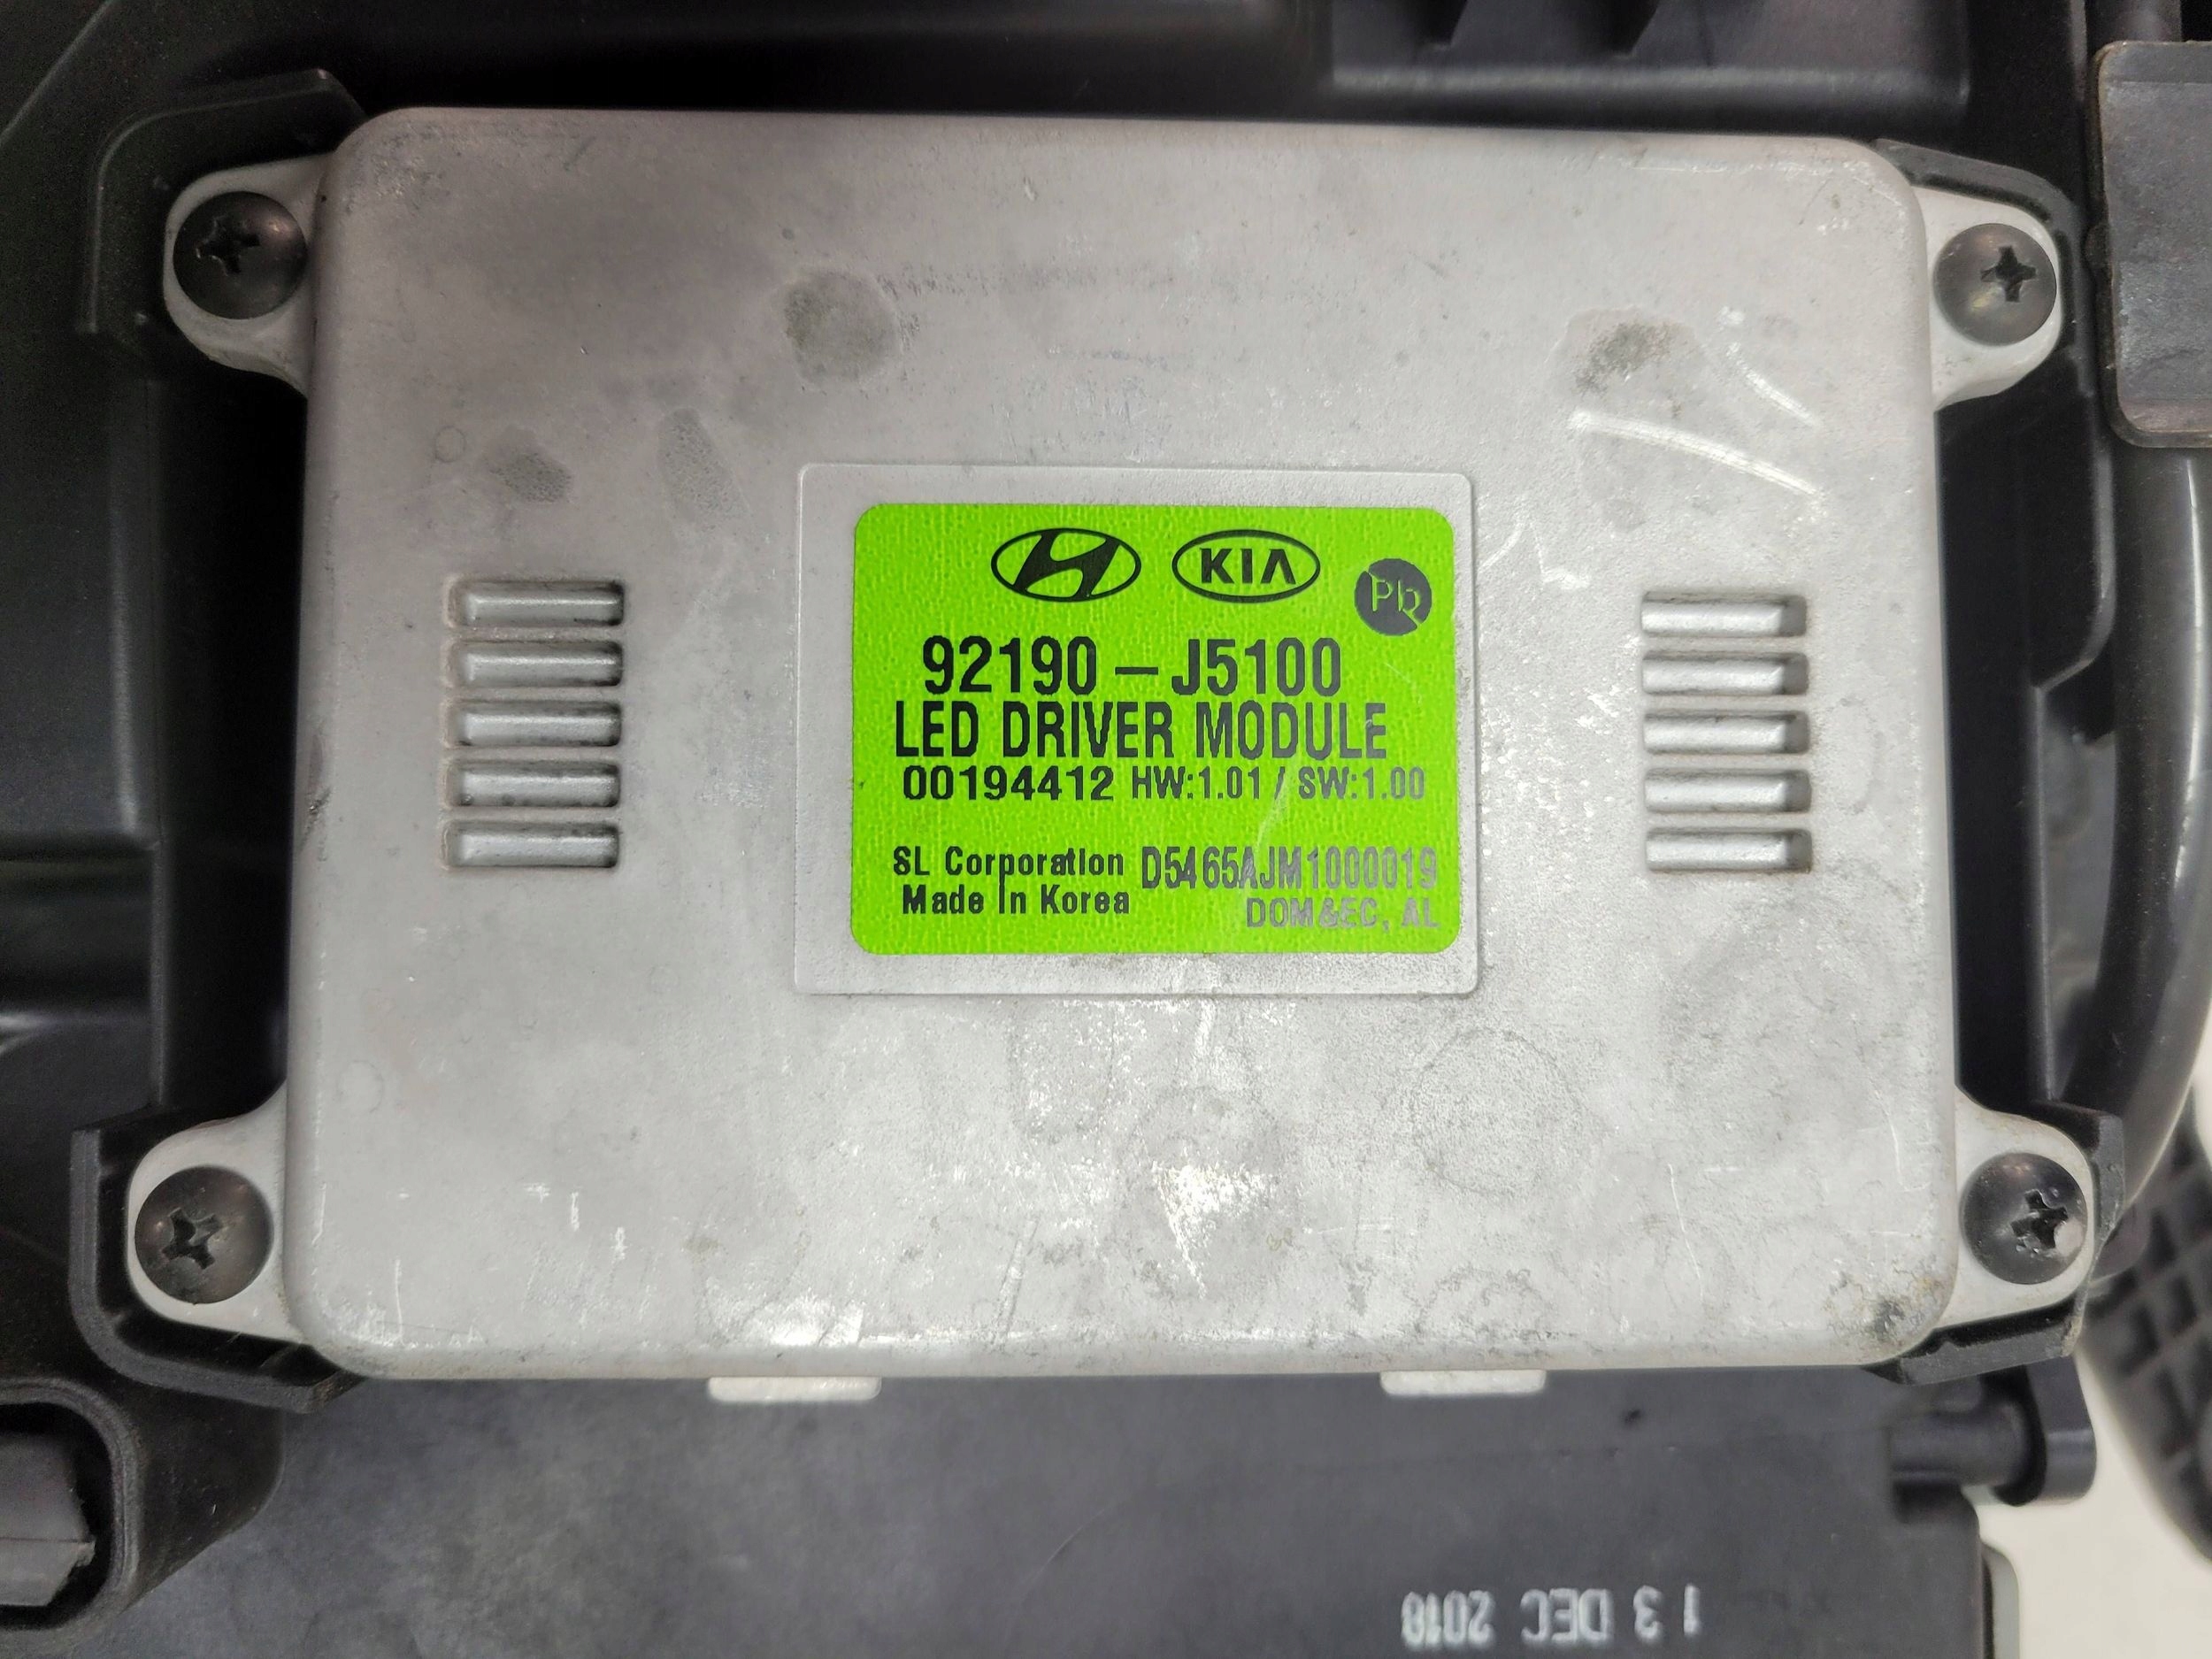 KIA
Pb
92190-J5100
LED DRIVER MODULE
00194412 HW:1.01 / SW:1.00
SL Corporation D5465AJM1000019
Made In Korea DOM&EC, AL
13 DEC 2018